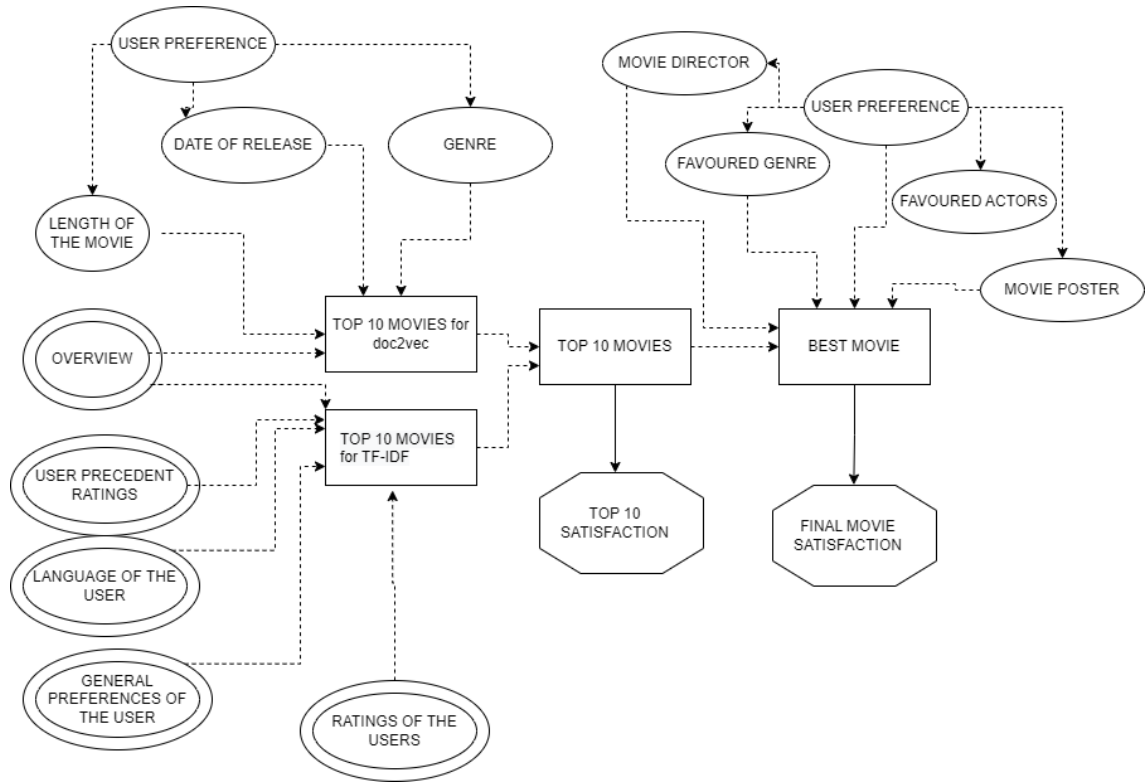 USER PREFERENCE
MOVIE DIRECTOR
USER PREFERENCE
DATE OF RELEASE
GENRE
FAVOURED GENRE
FAVOURED ACTORS
LENGTH OF
THE MOVIE
MOVIE POSTER
TOP 10 MOVIES for
doc2vec
TOP 10 MOVIES
BEST MOVIE
OVERVIEW
TOP 10 MOVIES
for TF-IDF
USER PRECEDENT
RATINGS
TOP 10
SATISFACTION
FINAL MOVIE
SATISFACTION
LANGUAGE OF THE
USER
GENERAL
PREFERENCES OF
THE USER
RATINGS OF THE
USERS